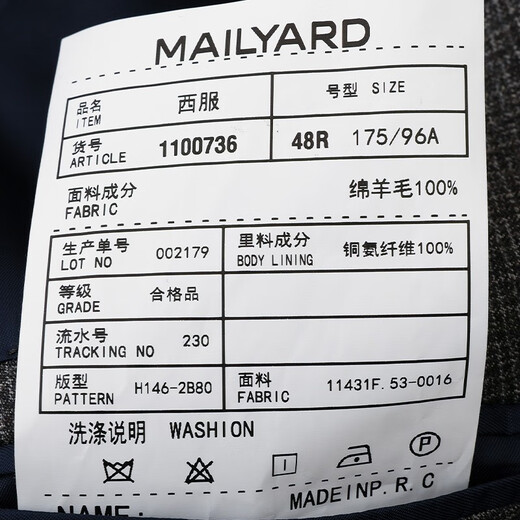 MAILYARD
品名 西服 号型 SIZE
ITEM
货号 1100736 48R 175/96A
ARTICLE
面料成分 绵羊毛100%
FABRIC
生产单号 002179 里料成分 铜氨纤维100%
LOT NO BODY LINING
等级 合格品
GRADE
流水号 230
TRACKING NO
版型 H146-2B80 面料 11431F.53-0016
PATTERN FABRIC
洗涤说明 WASHION
P
MADEINP.R.C
NAME: